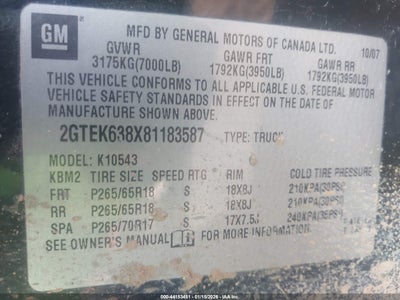 GM
MFD BY GENERAL MOTORS OF CANADA LTD. 10/07
GVWR GAWR FRT GAWR RR
3175KG(7000LB) 1792KG(3950LB) 1792KG(3950LB)
THIS VEHICLE CONFORMS TO ALL APPLICABLE U.S. FEDERAL MOTOR
VEHICLE SAFETY STANDARDS IN EFFECT ON THE DATE OF
MANUFACTURE SHOWN ABOVE.
2GTEK638X81183587 TYPE: TRUCK
MODEL: K10543
KBM2 TIRE SIZE SPEED RTG RIM COLD TIRE PRESSURE
FRT P265/65R18 S 18X8J 210KPA(30PSI)
RR P265/65R18 S 18X8J 210KPA(30PSI)
SPA P265/70R17 S 17X7.5J 240KPA(35PSI)
SEE OWNER'S MANUAL FOR MORE INFORMATION